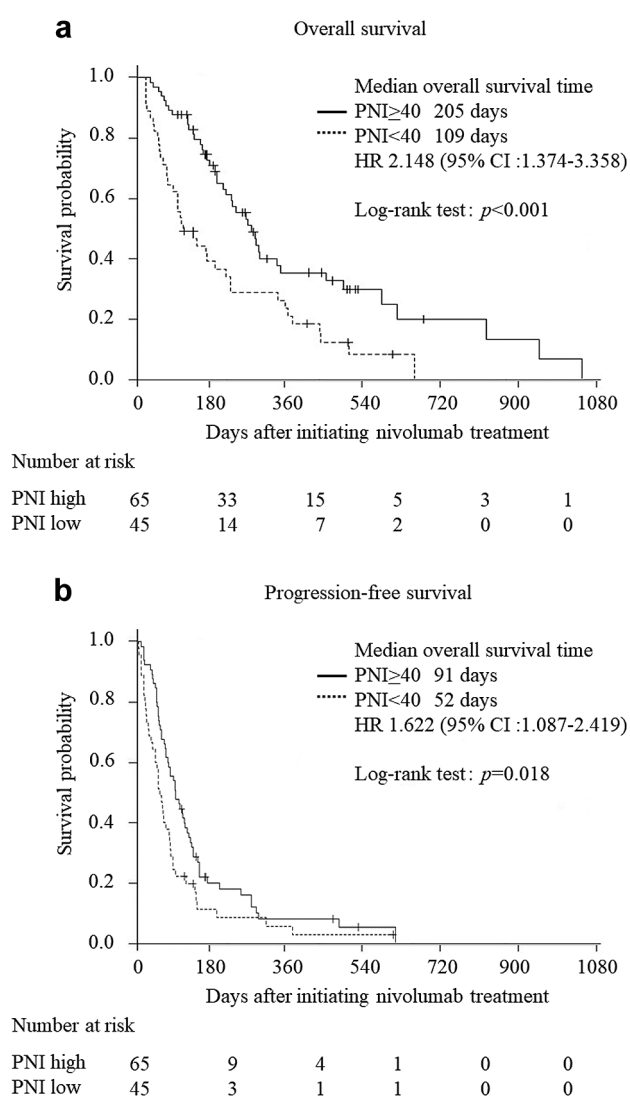 a
Overall survival
Median overall survival time
PNI≥40 205 days
PNI<40 109 days
HR 2.148 (95% CI :1.374-3.358)
Log-rank test: p<0.001
Survival probability
1.0
0.8
0.6
0.4
0.2
0.0
0 180 360 540 720 900 1080
Days after initiating nivolumab treatment
Number at risk
PNI high 65 33 15 5 3 1
PNI low 45 14 7 2 0 0
b
Progression-free survival
Median overall survival time
PNI≥40 91 days
PNI<40 52 days
HR 1.622 (95% CI :1.087-2.419)
Log-rank test: p=0.018
Survival probability
1.0
0.8
0.6
0.4
0.2
0.0
0 180 360 540 720 900 1080
Days after initiating nivolumab treatment
Number at risk
PNI high 65 9 4 1 0 0
PNI low 45 3 1 1 0 0